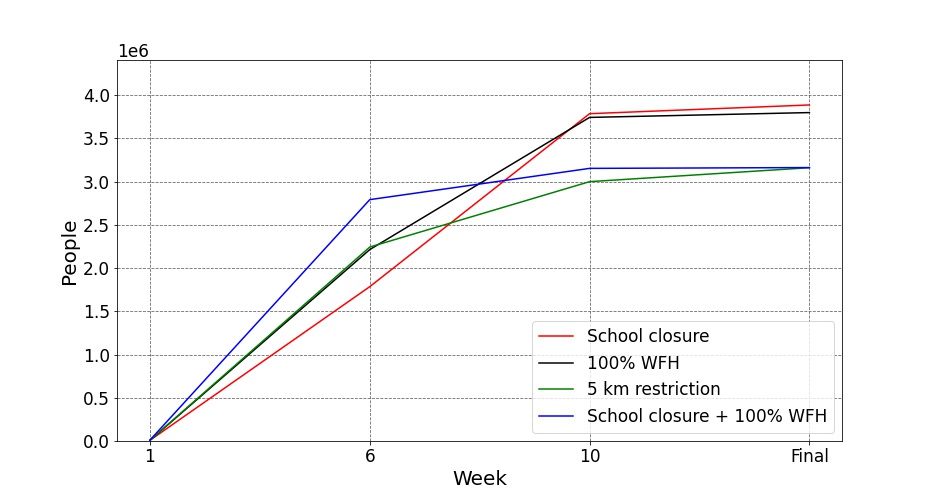 1e6
4.0
3.5
3.0
2.5
2.0
1.5
1.0
0.5
0.0
People
School closure
100% WFH
5 km restriction
School closure + 100% WFH
1 6 10 Final
Week